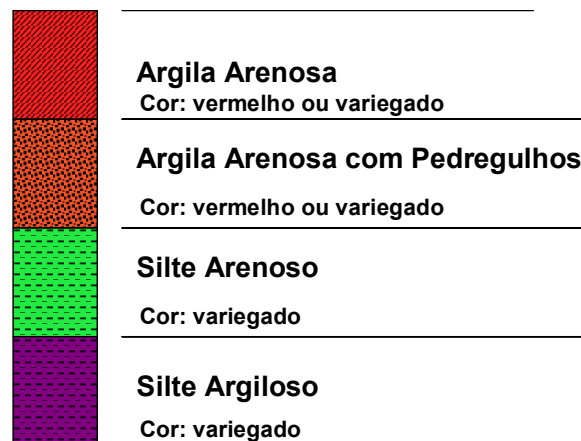 Argila Arenosa
Cor: vermelho ou variegado
Argila Arenosa com Pedregulhos
Cor: vermelho ou variegado
Silte Arenoso
Cor: variegado
Silte Argiloso
Cor: variegado